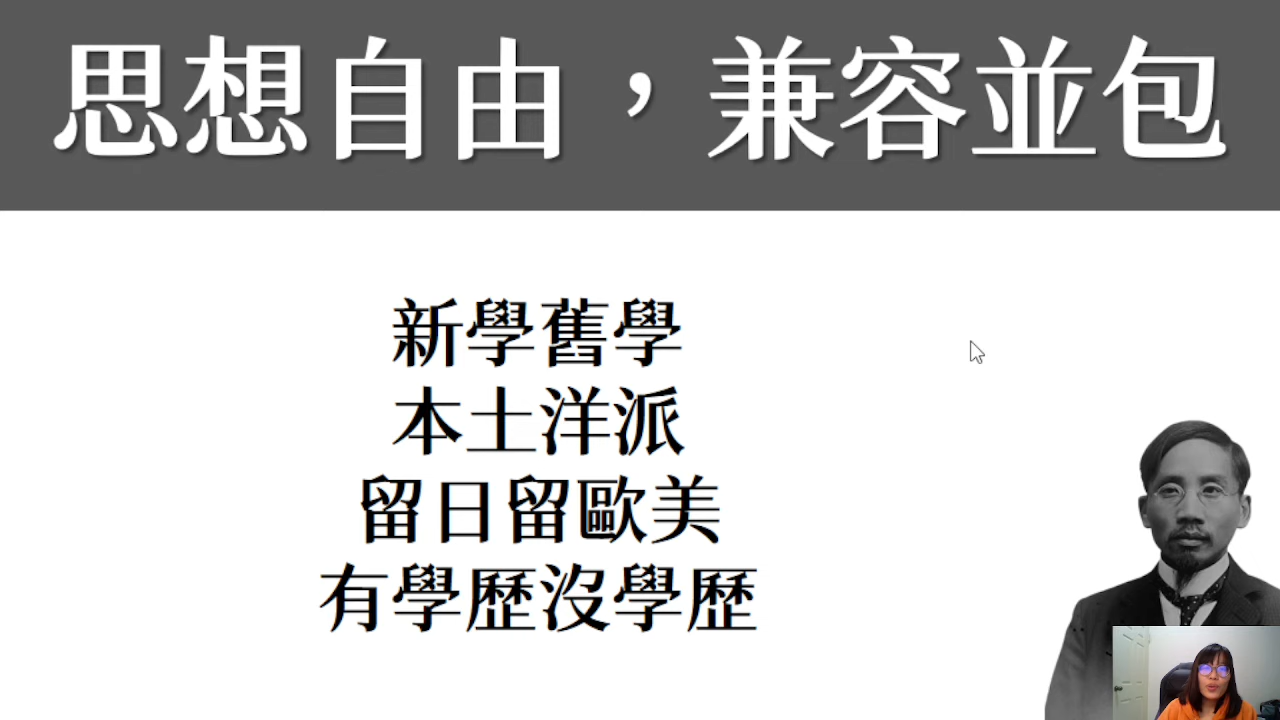 思想自由，兼容並包
新學舊學
本土洋派
留日留歐美
有學歷沒學歷